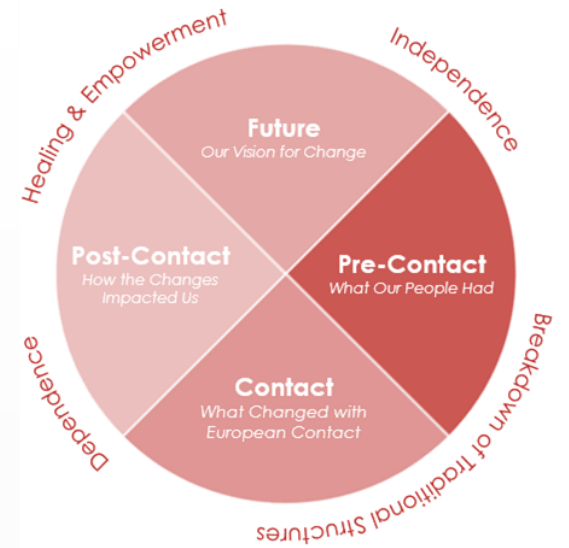 Healing & Empowerment
Independence
Future
Our Vision for Change
Post-Contact
How the Changes
Impacted Us
Pre-Contact
What Our People Had
Contact
What Changed with
European Contact
Dependence
Breakdown of Traditional Structures